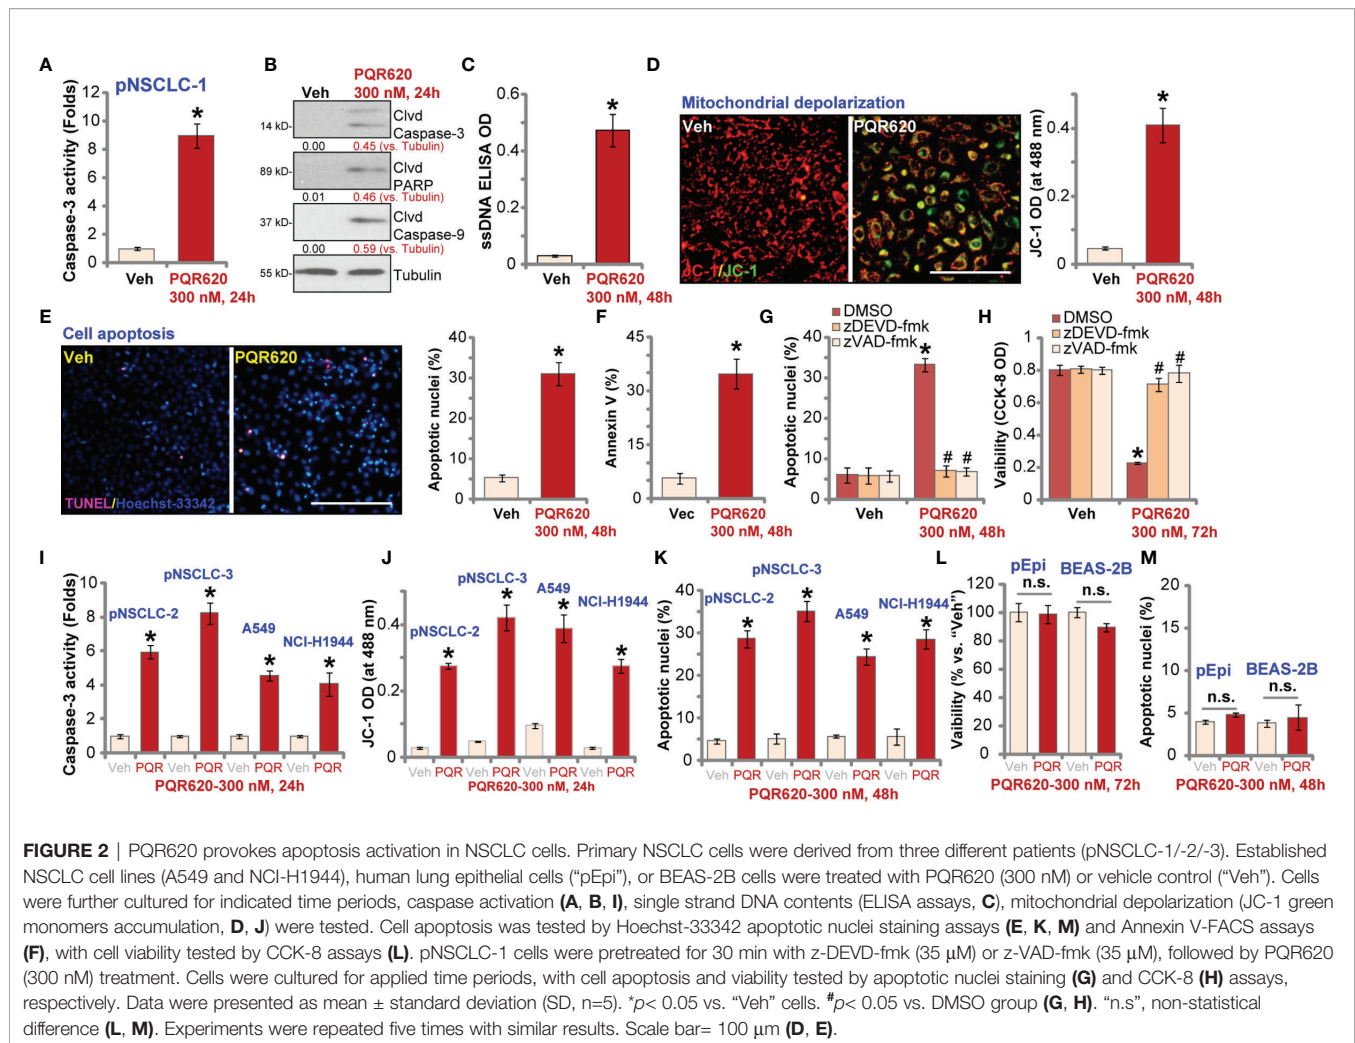 A
pNSCLC-1
Caspase-3 activity (Folds)
12
10
8
6
4
2
0
*
Veh
PQR620
300 nM, 24h
B
PQR620
Veh
300 nM, 24h
14 kD-
Clvd
Caspase-3
0.00
0.45 (vs. Tubulin)
89 kD-
Clvd
PARP
0.01
0.46 (vs. Tubulin)
37 kD-
Clvd
Caspase-9
0.00
0.59 (vs. Tubulin)
55 kD-
Tubulin
C
ssDNA ELISA OD
0.6
0.4
0.2
0
*
Veh
PQR620
300 nM, 48h
D
Mitochondrial depolarization
Veh
PQR620
JC-1/JC-1
JC-1 OD (at 488 nm)
0.4
0.2
0
*
Veh
PQR620
300 nM, 48h
E
Cell apoptosis
Veh
PQR620
TUNEL/Hoechst-33342
Apoptotic nuclei (%)
40
30
20
10
0
*
Veh
PQR620
300 nM, 48h
F
Annexin V (%)
60
40
20
0
*
Vec
PQR620
300 nM, 48h
G
DMSO
zDEVD-fmk
zVAD-fmk
Apoptotic nuclei (%)
40
30
20
10
0
*
# #
Veh
PQR620
300 nM, 48h
H
DMSO
zDEVD-fmk
zVAD-fmk
Vaibility (CCK-8 OD)
1
0.8
0.6
0.4
0.2
0
*
# #
Veh
PQR620
300 nM, 72h
I
Caspase-3 activity (Folds)
10
8
6
4
2
0
pNSCLC-2
pNSCLC-3
A549
NCI-H1944
* * * *
Veh PQR Veh PQR Veh PQR Veh PQR
PQR620-300 nM, 24h
J
JC-1 OD (at 488 nm)
0.4
0.2
0
pNSCLC-2
pNSCLC-3
A549
NCI-H1944
* * * *
Veh PQR Veh PQR Veh PQR Veh PQR
PQR620-300 nM, 24h
K
Apoptotic nuclei (%)
40
30
20
10
0
pNSCLC-2
pNSCLC-3
A549
NCI-H1944
* * * *
Veh PQR Veh PQR Veh PQR Veh PQR
PQR620-300 nM, 48h
L
Vaibility (% vs. “Veh”)
120
100
80
60
40
20
0
pEpi
BEAS-2B
n.s.
n.s.
Veh PQR Veh PQR
PQR620-300 nM, 72h
M
Apoptotic nuclei (%)
20
15
10
5
0
pEpi
BEAS-2B
n.s.
n.s.
Veh PQR Veh PQR
PQR620-300 nM, 48h
FIGURE 2 | PQR620 provokes apoptosis activation in NSCLC cells. Primary NSCLC cells were derived from three different patients (pNSCLC-1/-2/-3). Established
NSCLC cell lines (A549 and NCI-H1944), human lung epithelial cells (“pEpi”), or BEAS-2B cells were treated with PQR620 (300 nM) or vehicle control (“Veh”). Cells
were further cultured for indicated time periods, caspase activation (A, B, I), single strand DNA contents (ELISA assays, C), mitochondrial depolarization (JC-1 green
monomers accumulation, D, J) were tested. Cell apoptosis was tested by Hoechst-33342 apoptotic nuclei staining assays (E, K, M) and Annexin V-FACS assays
(F), with cell viability tested by CCK-8 assays (L). pNSCLC-1 cells were pretreated for 30 min with z-DEVD-fmk (35 μM) or z-VAD-fmk (35 μM), followed by PQR620
(300 nM) treatment. Cells were cultured for applied time periods, with cell apoptosis and viability tested by apoptotic nuclei staining (G) and CCK-8 (H) assays,
respectively. Data were presented as mean ± standard deviation (SD, n=5). *p< 0.05 vs. “Veh” cells. #p< 0.05 vs. DMSO group (G, H). “n.s”, non-statistical
difference (L, M). Experiments were repeated five times with similar results. Scale bar= 100 μm (D, E).